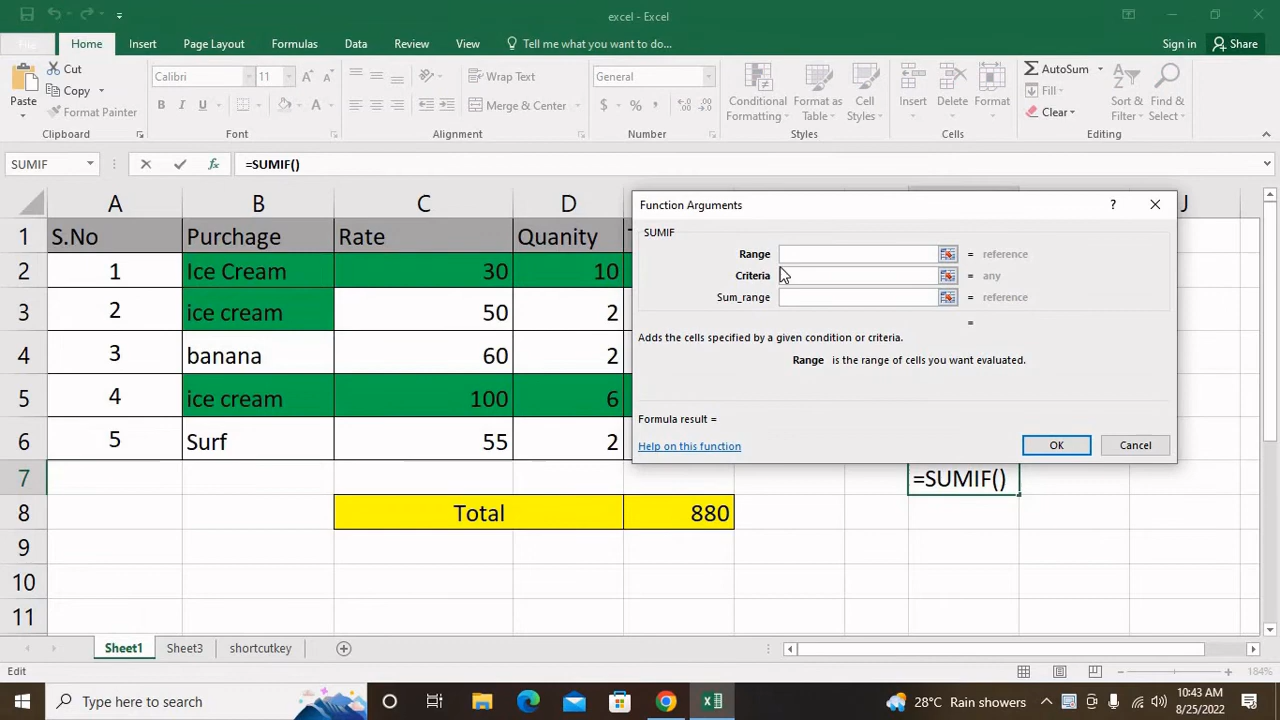 excel - Excel
File Home Insert Page Layout Formulas Data Review View Tell me what you want to do... Sign in Share
Paste Cut Copy Format Painter Clipboard
Calibri 11 B I U A Font
Wrap Text Merge & Center Alignment
General $ % , Number
Conditional Formatting Format as Table Cell Styles Styles
Insert Delete Format Cells
AutoSum Fill Clear Sort & Filter Find & Select Editing
SUMIF fx =SUMIF()
A B C D J
1 S.No Purchage Rate Quanity
2 1 Ice Cream 30 10
3 2 ice cream 50 2
4 3 banana 60 2
5 4 ice cream 100 6
6 5 Surf 55 2
7 =SUMIF()
8 Total 880
9
10
11
Function Arguments ?
SUMIF
Range = reference
Criteria = any
Sum_range = reference
=
Adds the cells specified by a given condition or criteria.
Range is the range of cells you want evaluated.
Formula result =
Help on this function OK Cancel
Sheet1 Sheet3 shortcutkey
Edit 184%
Type here to search 28°C Rain showers 10:43 AM
8/25/2022